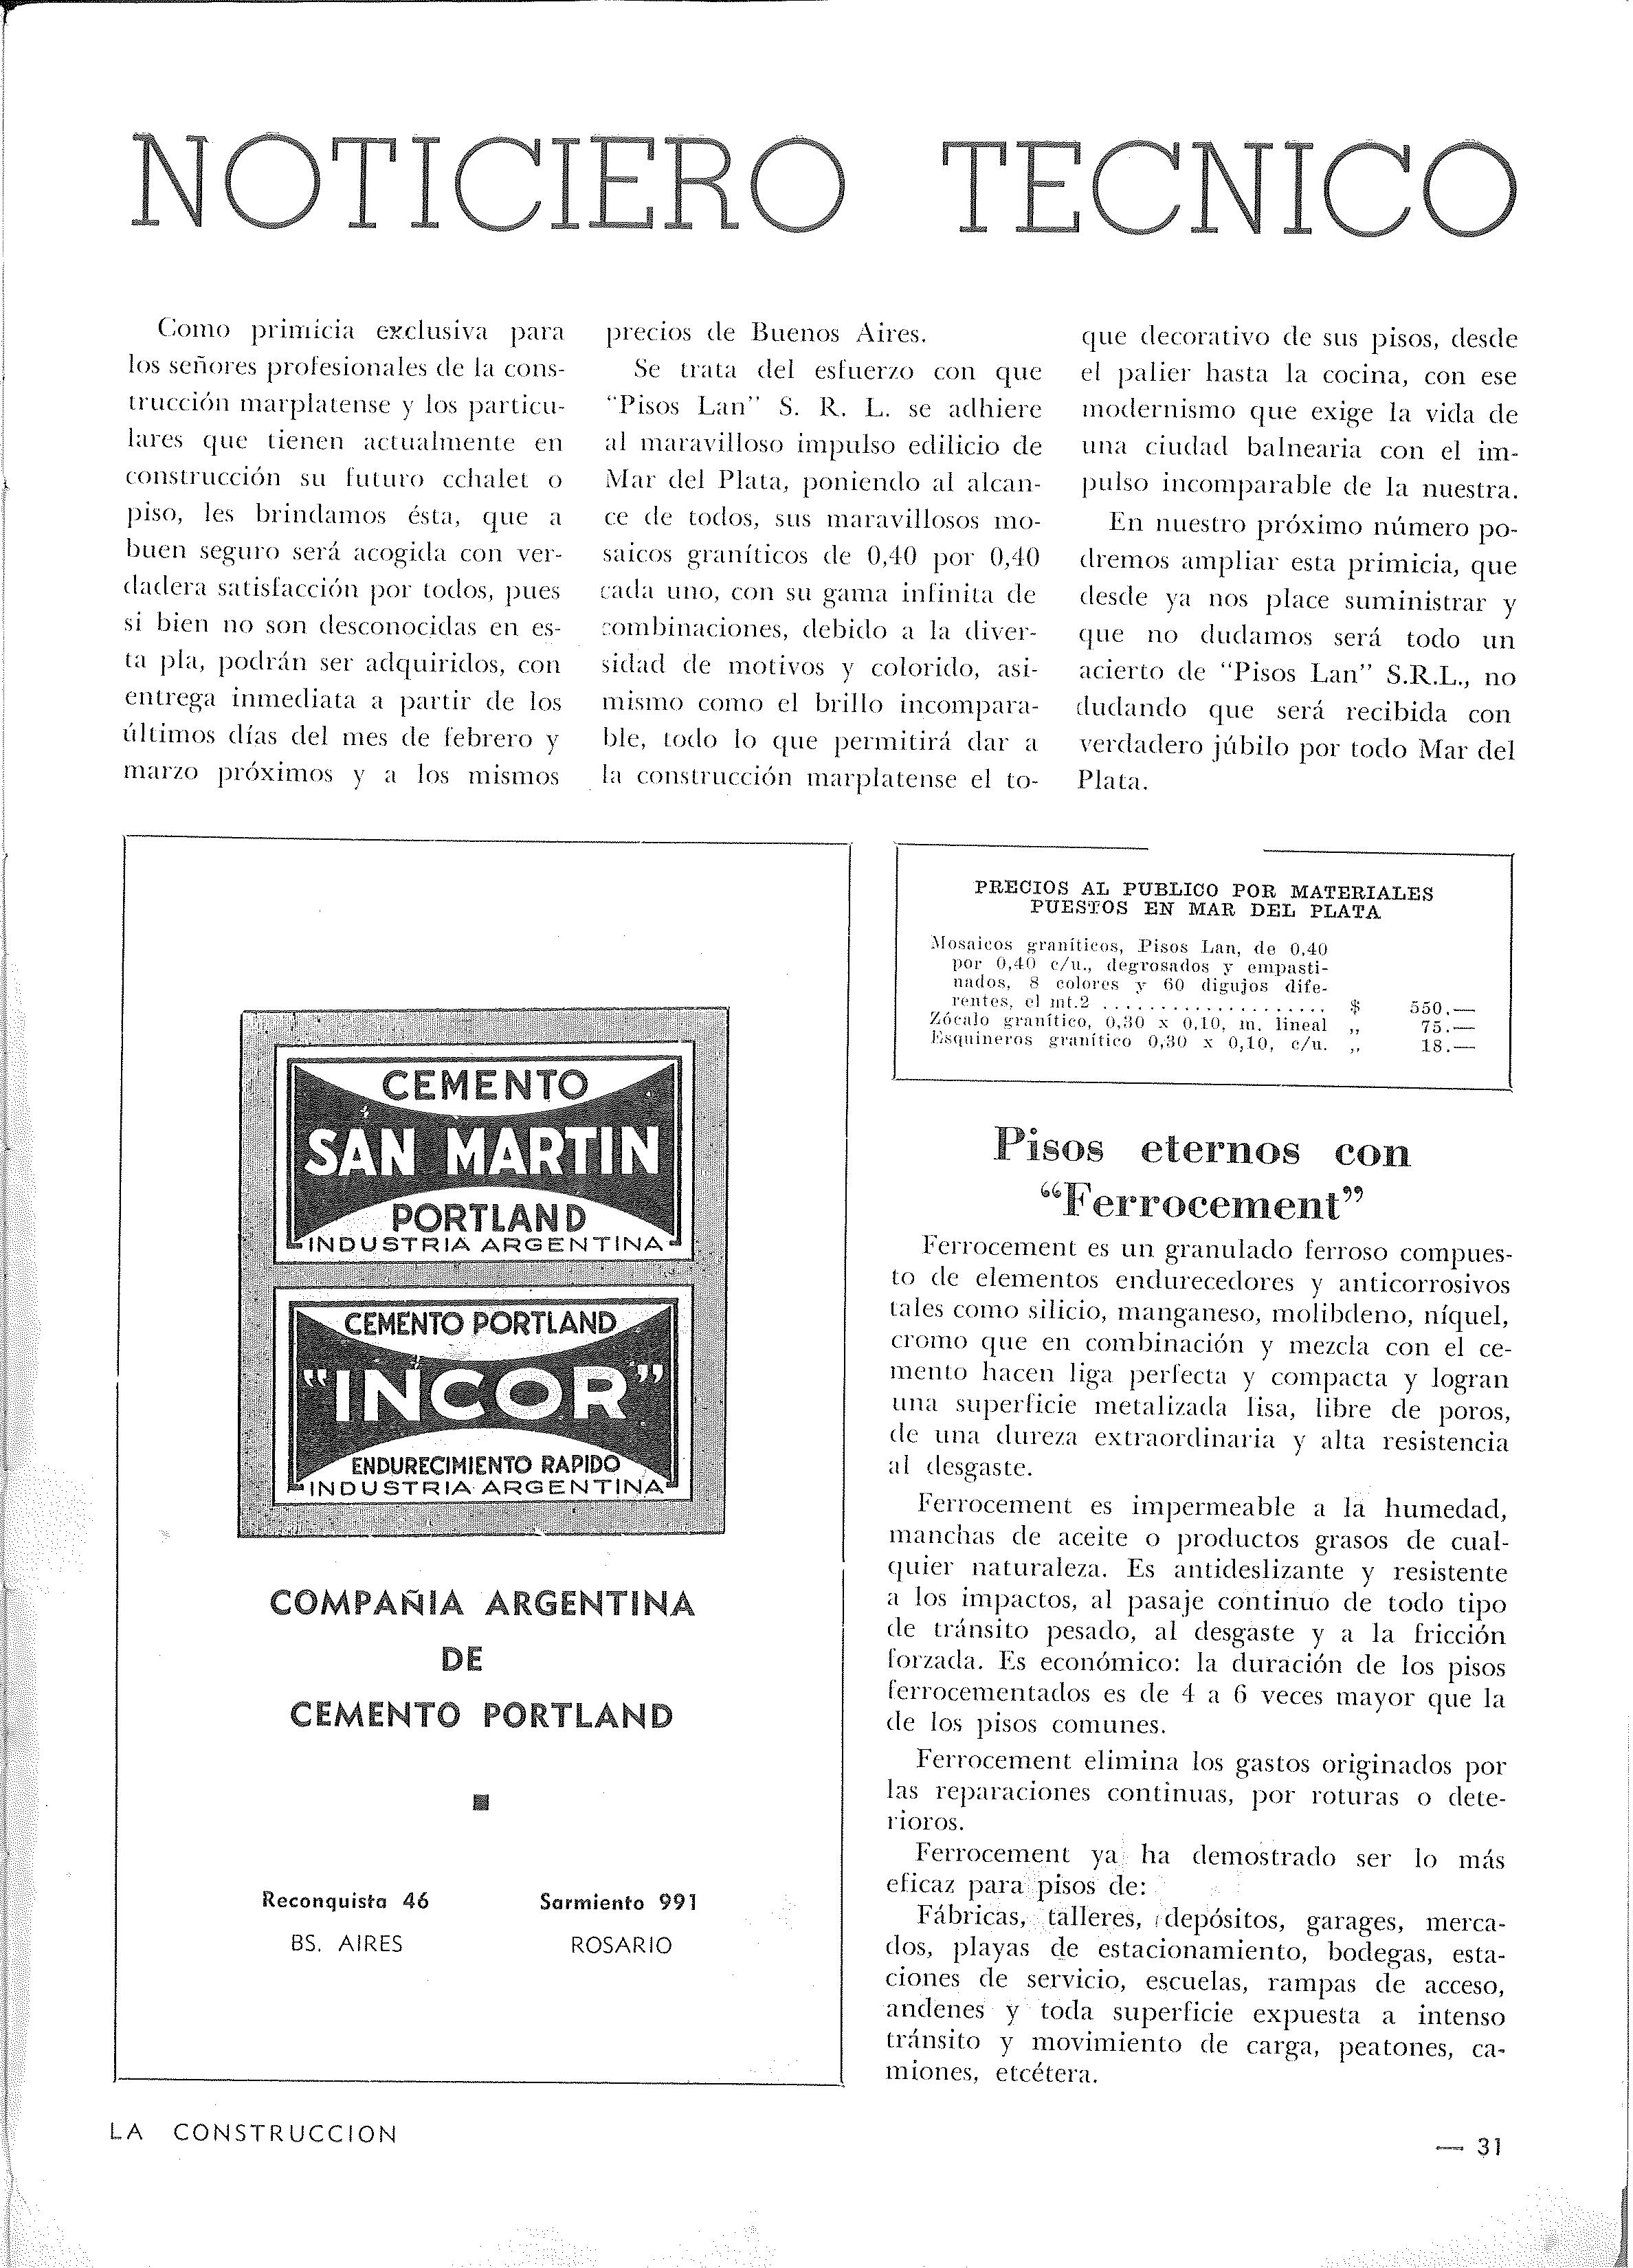 NOTICIERO TECNICO
Como primicia exclusiva para
los señores profesionales de la cons-
trucción marplatense y los particu-
lares que tienen actualmente en
construcción su futuro cchalet o
piso, les brindamos ésta, que a
buen seguro será acogida con ver-
dadera satisfacción por todos, pues
si bien no son desconocidas en es-
ta pla, podrán ser adquiridos, con
entrega inmediata a partir de los
últimos días del mes de febrero y
marzo próximos y a los mismos
precios de Buenos Aires.
Se trata del esfuerzo con que
"Pisos Lan" S. R. L. se adhiere
al maravilloso impulso edilicio de
Mar del Plata, poniendo al alcan-
ce de todos, sus maravillosos mo-
saicos graníticos de 0,40 por 0,40
cada uno, con su gama infinita de
combinaciones, debido a la diver-
sidad de motivos y colorido, asi-
mismo como el brillo incompara-
ble, todo lo que permitirá dar a
la construcción marplatense el to-
que decorativo de sus pisos, desde
el palier hasta la cocina, con ese
modernismo que exige la vida de
una ciudad balnearia con el im-
pulso incomparable de la nuestra.
En nuestro próximo número po-
dremos ampliar esta primicia, que
desde ya nos place suministrar y
que no dudamos será todo un
acierto de "Pisos Lan" S.R.L., no
dudando que será recibida con
verdadero júbilo por todo Mar del
Plata.
CEMENTO
SAN MARTIN
PORTLAND
INDUSTRIA ARGENTINA
CEMENTO PORTLAND
"INCOR"
ENDURECIMIENTO RAPIDO
INDUSTRIA ARGENTINA
COMPAÑIA ARGENTINA
DE
CEMENTO PORTLAND
Reconquista 46 Sarmiento 991
BS. AIRES ROSARIO
PRECIOS AL PUBLICO POR MATERIALES
PUESTOS EN MAR DEL PLATA
Mosaicos graníticos, Pisos Lan, de 0,40
por 0,40 c/u., degrosados y empasti-
nados, 8 colores y 60 digujos dife-
rentes, el mt.2 .................... $ 550.—
Zócalo granítico, 0,30 x 0,10, m. lineal ,, 75.—
Esquineros granítico 0,30 x 0,10, c/u. ,, 18.—
Pisos eternos con
"Ferrocement"
Ferrocement es un granulado ferroso compues-
to de elementos endurecedores y anticorrosivos
tales como silicio, manganeso, molibdeno, níquel,
cromo que en combinación y mezcla con el ce-
mento hacen liga perfecta y compacta y logran
una superficie metalizada lisa, libre de poros,
de una dureza extraordinaria y alta resistencia
al desgaste.
Ferrocement es impermeable a la humedad,
manchas de aceite o productos grasos de cual-
quier naturaleza. Es antideslizante y resistente
a los impactos, al pasaje continuo de todo tipo
de tránsito pesado, al desgaste y a la fricción
forzada. Es económico: la duración de los pisos
ferrocementados es de 4 a 6 veces mayor que la
de los pisos comunes.
Ferrocement elimina los gastos originados por
las reparaciones continuas, por roturas o dete-
rioros.
Ferrocement ya ha demostrado ser lo más
eficaz para pisos de:
Fábricas, talleres, depósitos, garages, merca-
dos, playas de estacionamiento, bodegas, esta-
ciones de servicio, escuelas, rampas de acceso,
andenes y toda superficie expuesta a intenso
tránsito y movimiento de carga, peatones, ca-
miones, etcétera.
LA CONSTRUCCION
— 31